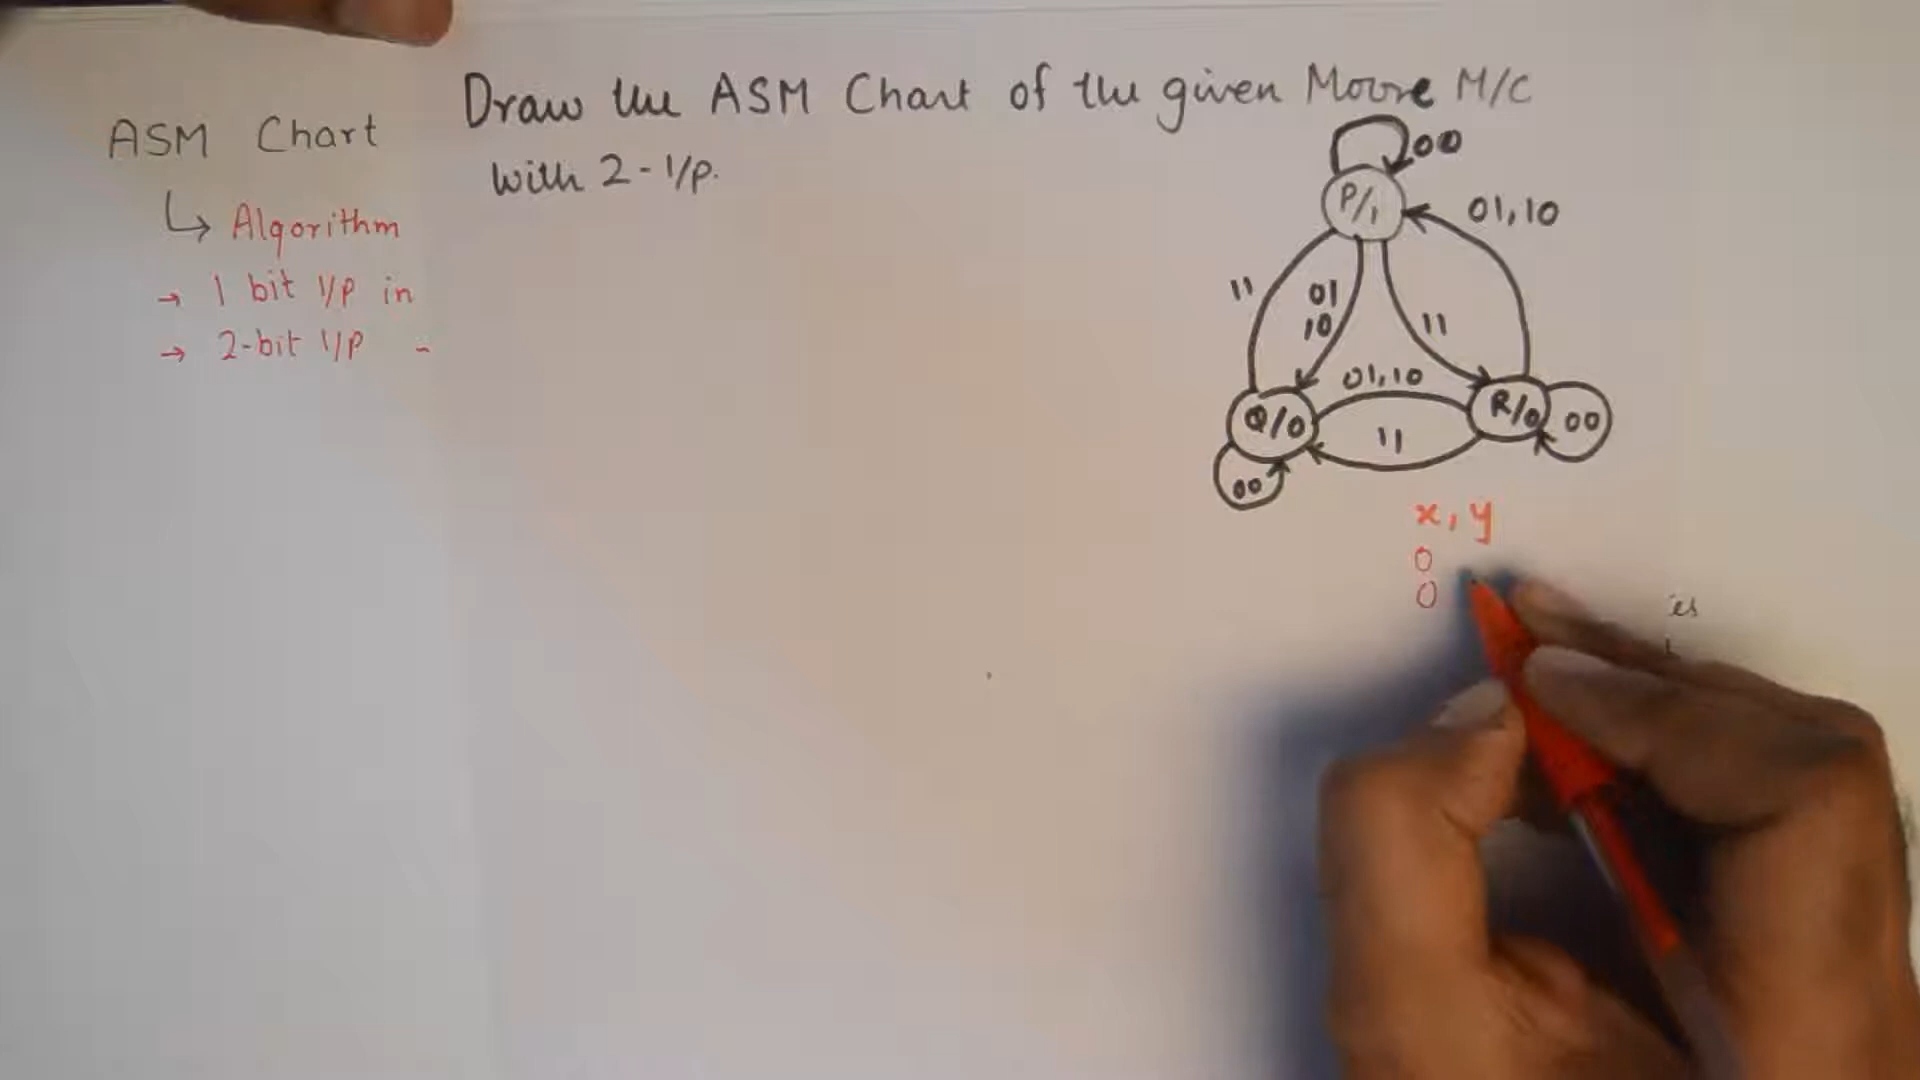 ASM Chart
Algorithm
→ 1 bit I/P in
→ 2-bit I/P -
Draw the ASM Chart of the given Moore M/C
with 2-I/P.
00
P/1
01,10
11
01
10
11
01,10
Q/0
R/0
00
11
00
x, y
0
0